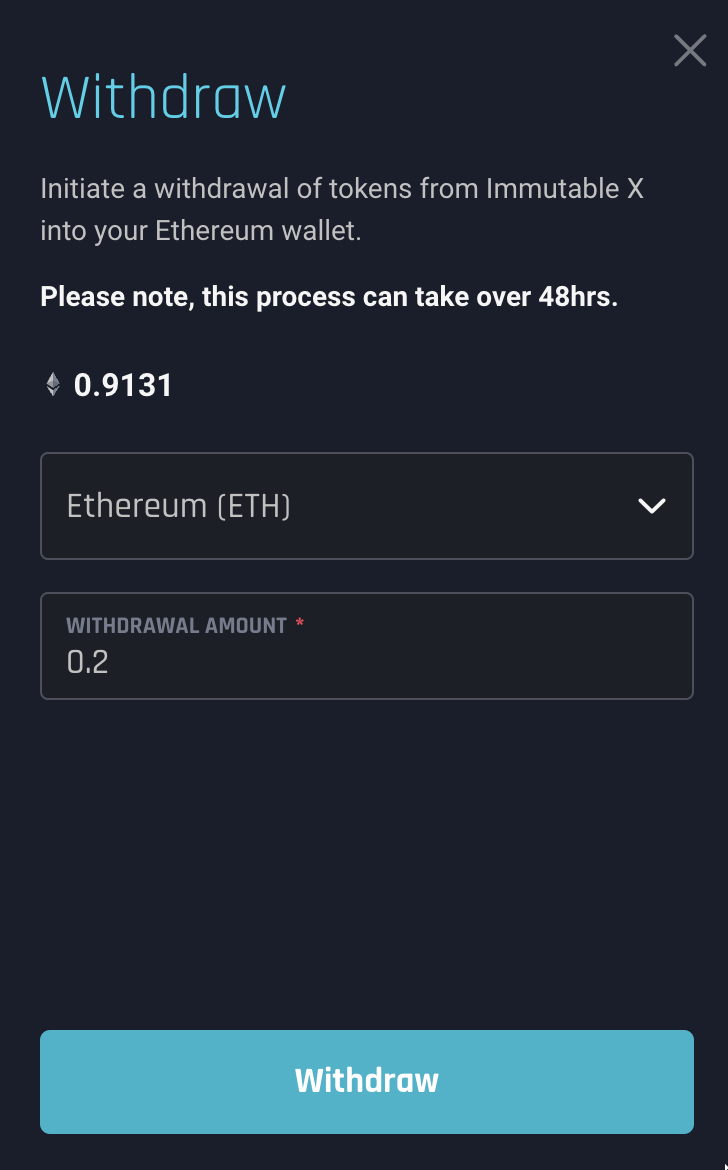 Withdraw
Initiate a withdrawal of tokens from Immutable X
into your Ethereum wallet.
Please note, this process can take over 48hrs.
0.9131
Ethereum (ETH)
WITHDRAWAL AMOUNT *
0.2
Withdraw